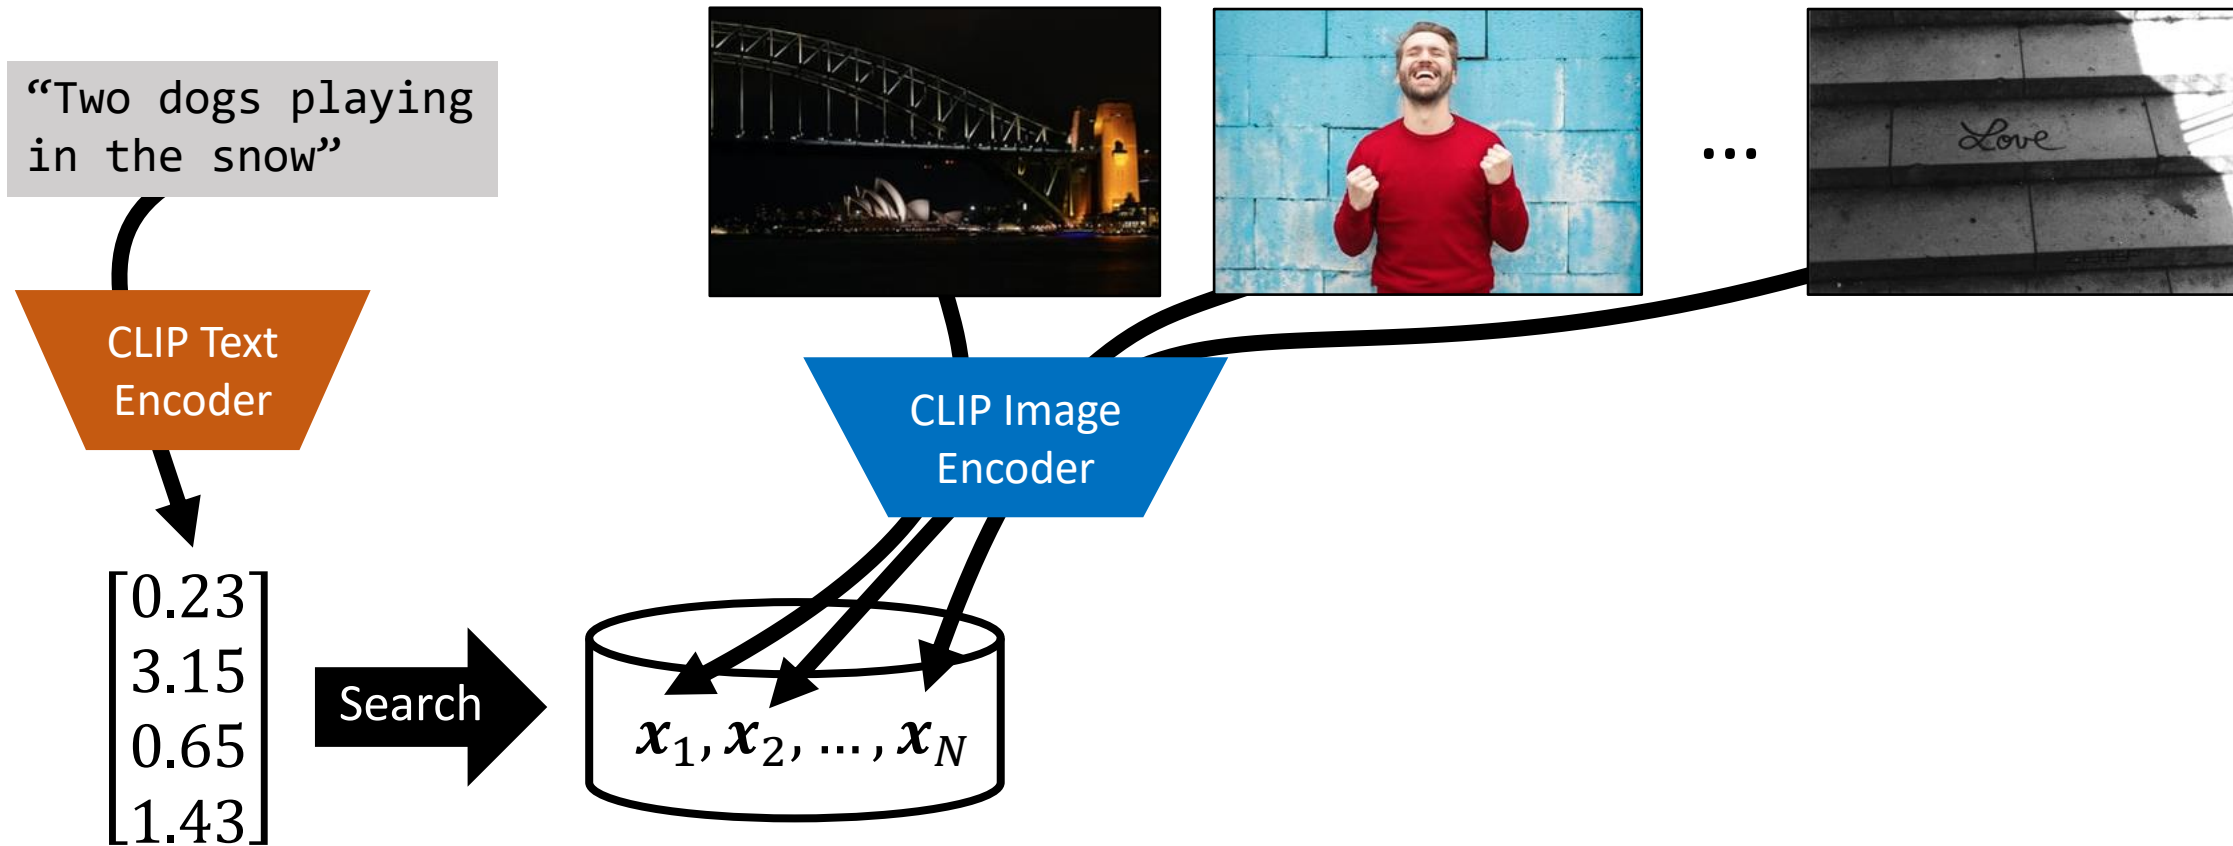 “Two dogs playing
in the snow”
CLIP Text
Encoder
0.23
3.15
0.65
1.43
Search
CLIP Image
Encoder
Love
...
x₁, x₂, ..., x_N